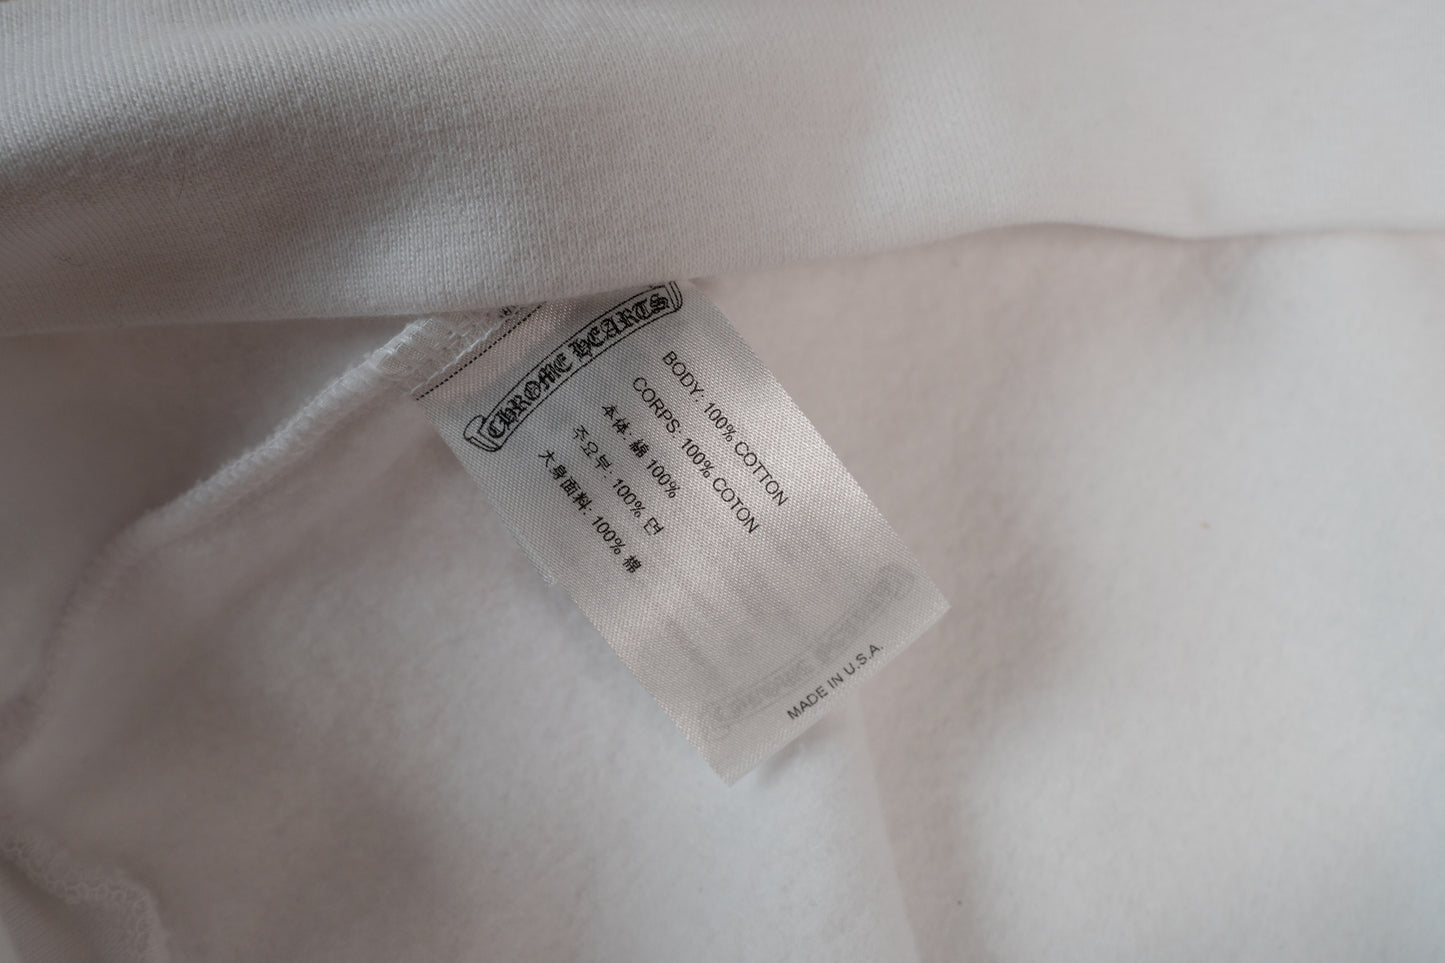 CHROME HEARTS
BODY: 100% COTTON
CORPS: 100% COTON
本体: 綿 100%
주요부: 100% 면
大身面料: 100% 棉
MADE IN U.S.A.